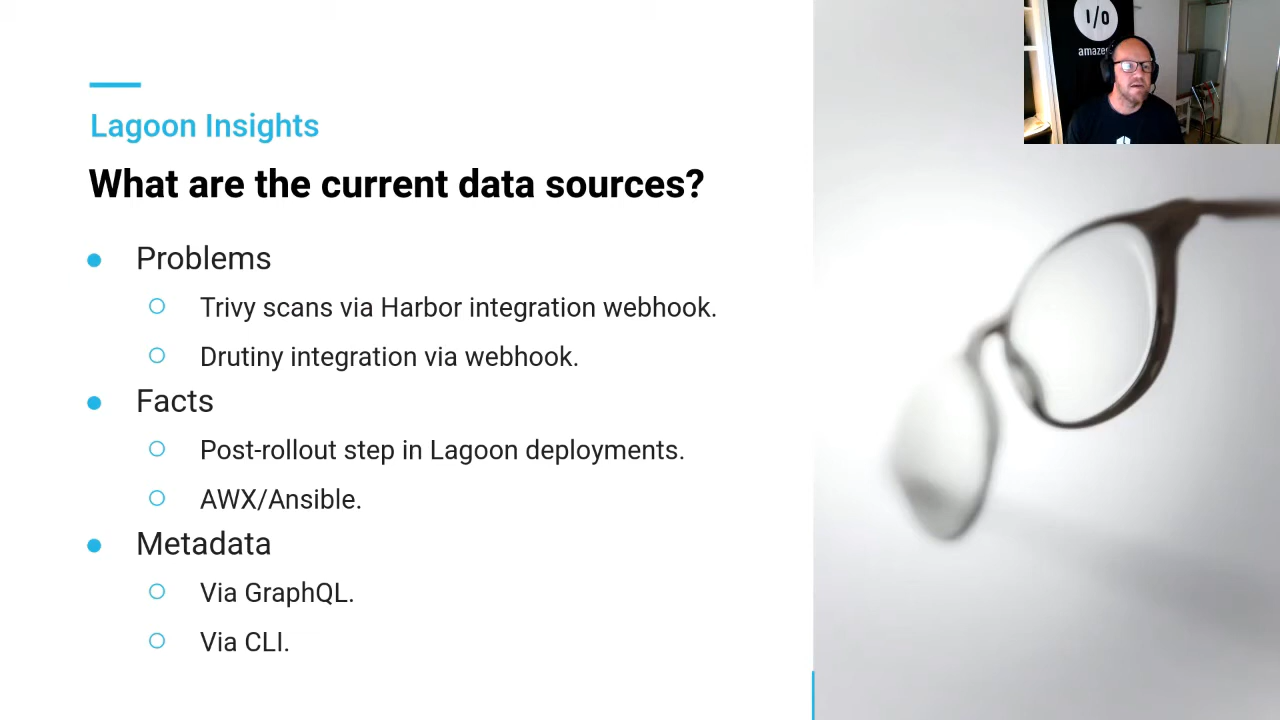 Lagoon Insights
What are the current data sources?
Problems
Trivy scans via Harbor integration webhook.
Drutiny integration via webhook.
Facts
Post-rollout step in Lagoon deployments.
AWX/Ansible.
Metadata
Via GraphQL.
Via CLI.
I/O